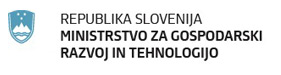 REPUBLIKA SLOVENIJA
MINISTRSTVO ZA GOSPODARSKI
RAZVOJ IN TEHNOLOGIJO